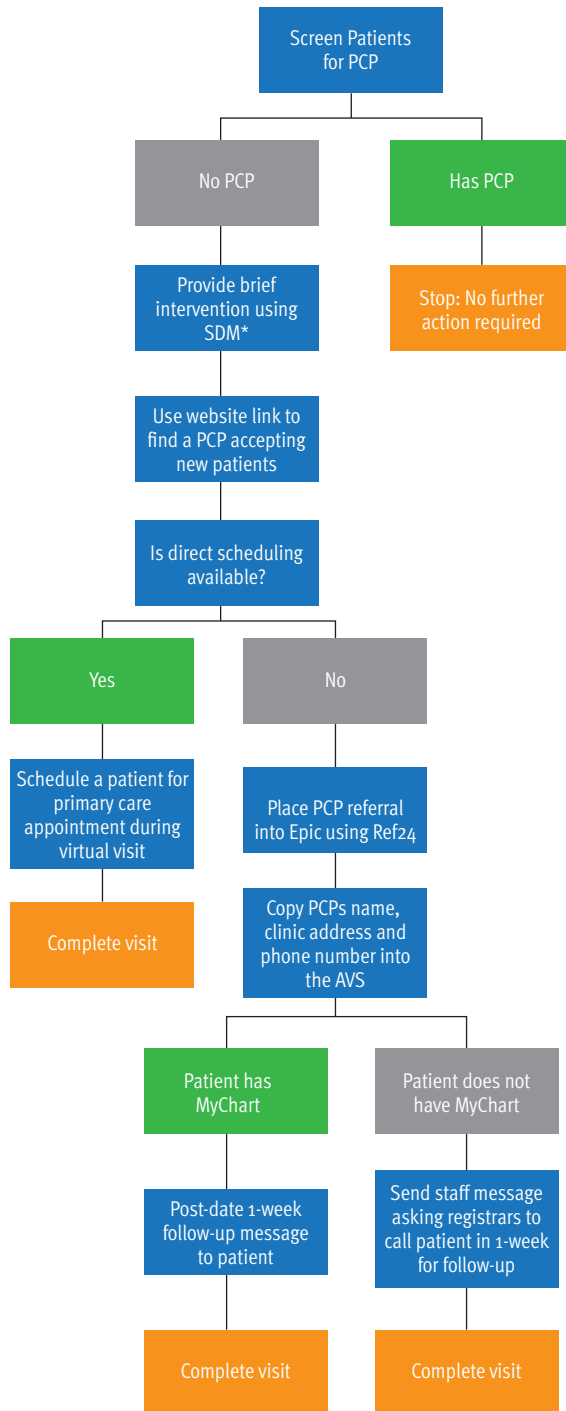 Screen Patients
for PCP
No PCP
Has PCP
Provide brief
intervention using
SDM*
Stop: No further
action required
Use website link to
find a PCP accepting
new patients
Is direct scheduling
available?
Yes
No
Schedule a patient for
primary care
appointment during
virtual visit
Place PCP referral
into Epic using Ref24
Complete visit
Copy PCPs name,
clinic address and
phone number into
the AVS
Patient has
MyChart
Patient does not
have MyChart
Post-date 1-week
follow-up message
to patient
Send staff message
asking registrars to
call patient in 1-week
for follow-up
Complete visit
Complete visit